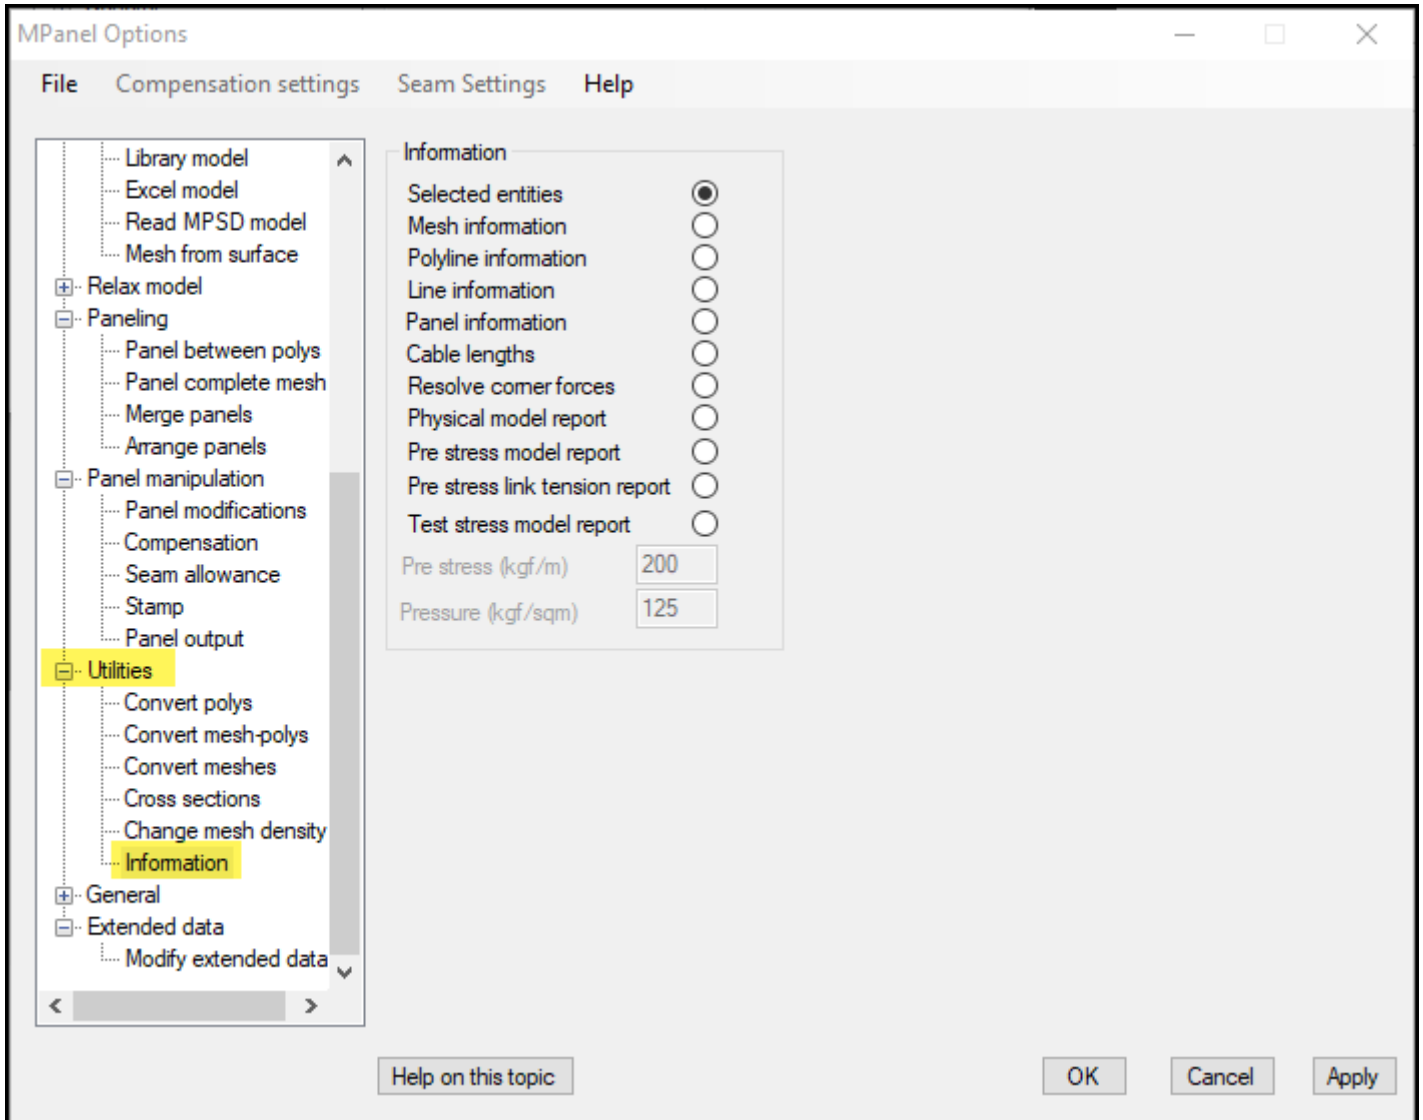 MPanel Options
File Compensation settings Seam Settings Help
Library model
Excel model
Read MPSD model
Mesh from surface
Relax model
Paneling
Panel between polys
Panel complete mesh
Merge panels
Arrange panels
Panel manipulation
Panel modifications
Compensation
Seam allowance
Stamp
Panel output
Utilities
Convert polys
Convert mesh-polys
Convert meshes
Cross sections
Change mesh density
Information
General
Extended data
Modify extended data
Information
Selected entities
Mesh information
Polyline information
Line information
Panel information
Cable lengths
Resolve corner forces
Physical model report
Pre stress model report
Pre stress link tension report
Test stress model report
Pre stress (kgf/m) 200
Pressure (kgf/sqm) 125
Help on this topic
OK Cancel Apply